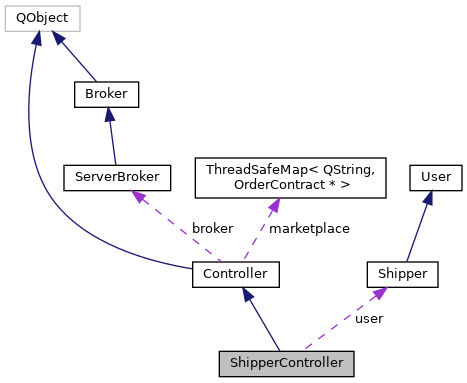 QObject
Broker
ServerBroker
ThreadSafeMap< QString,
OrderContract * >
User
broker
marketplace
Controller
Shipper
user
ShipperController